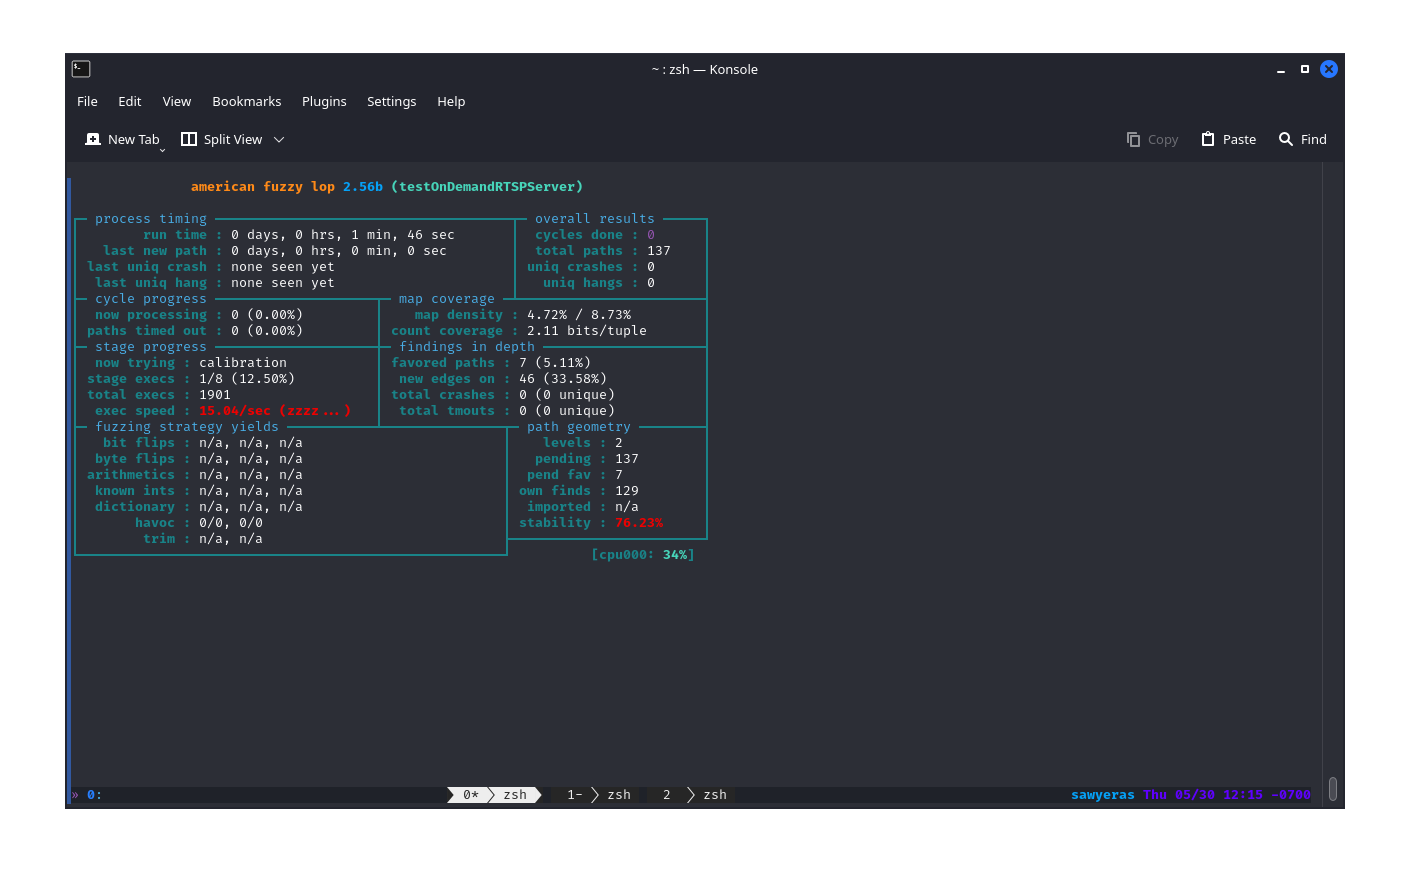 ~ : zsh — Konsole
File Edit View Bookmarks Plugins Settings Help
New Tab Split View Copy Paste Find
american fuzzy lop 2.56b (testOnDemandRTSPServer)
process timing overall results
run time : 0 days, 0 hrs, 1 min, 46 sec cycles done : 0
last new path : 0 days, 0 hrs, 0 min, 0 sec total paths : 137
last uniq crash : none seen yet uniq crashes : 0
last uniq hang : none seen yet uniq hangs : 0
cycle progress map coverage
now processing : 0 (0.00%) map density : 4.72% / 8.73%
paths timed out : 0 (0.00%) count coverage : 2.11 bits/tuple
stage progress findings in depth
now trying : calibration favored paths : 7 (5.11%)
stage execs : 1/8 (12.50%) new edges on : 46 (33.58%)
total execs : 1901 total crashes : 0 (0 unique)
exec speed : 15.04/sec (zzzz...) total tmouts : 0 (0 unique)
fuzzing strategy yields path geometry
bit flips : n/a, n/a, n/a levels : 2
byte flips : n/a, n/a, n/a pending : 137
arithmetics : n/a, n/a, n/a pend fav : 7
known ints : n/a, n/a, n/a own finds : 129
dictionary : n/a, n/a, n/a imported : n/a
havoc : 0/0, 0/0 stability : 76.23%
trim : n/a, n/a
[cpu000: 34%]
» 0: 0* zsh 1- zsh 2 zsh sawyeras Thu 05/30 12:15 -0700